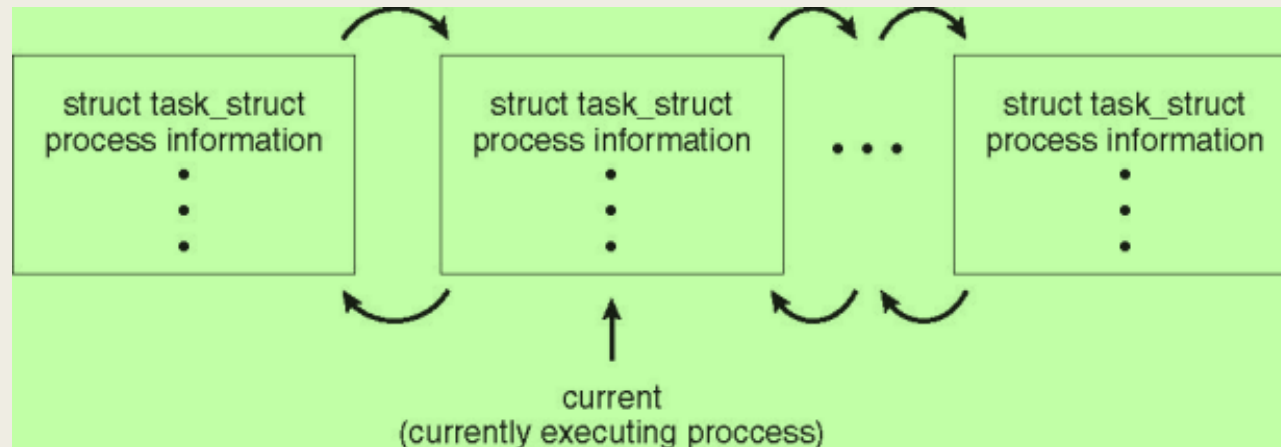 struct task_struct
process information
struct task_struct
process information
struct task_struct
process information
current
(currently executing proccess)